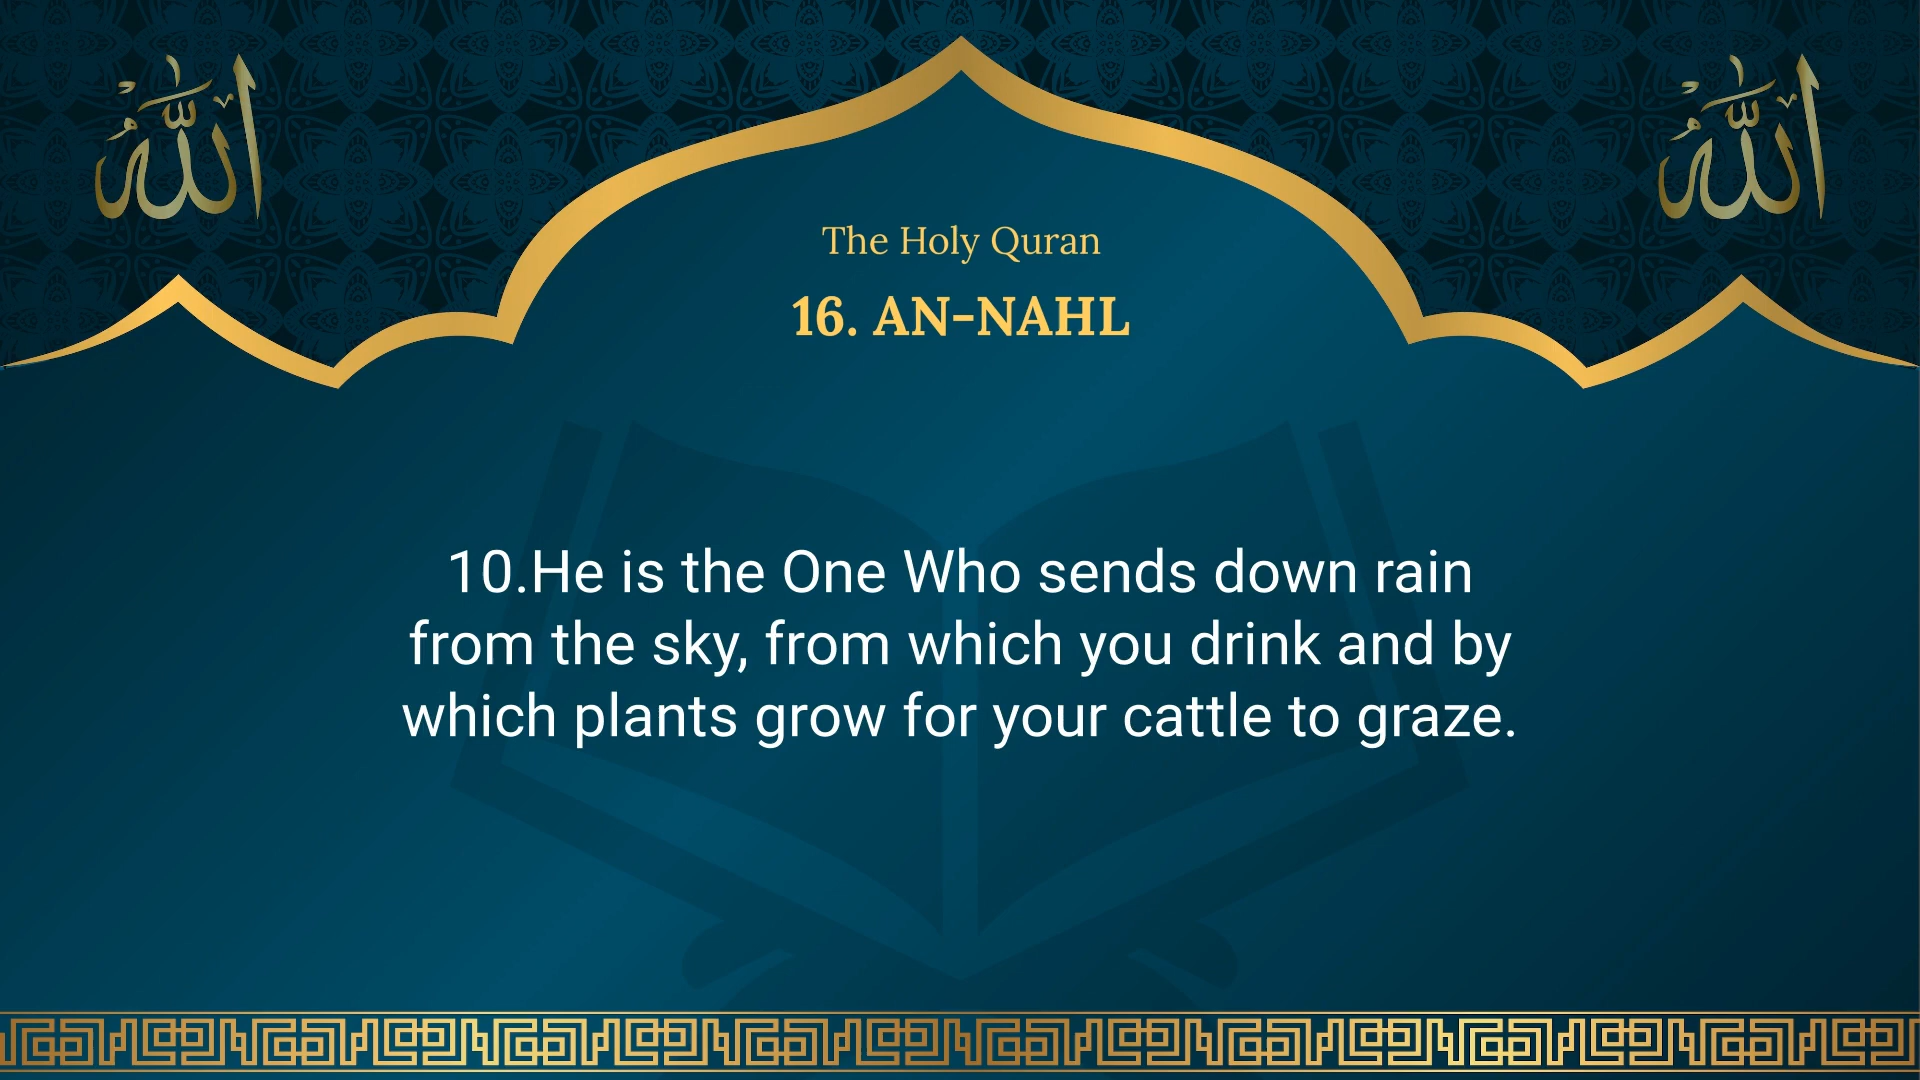 الله
الله
The Holy Quran
16. AN-NAHL
10.He is the One Who sends down rain
from the sky, from which you drink and by
which plants grow for your cattle to graze.